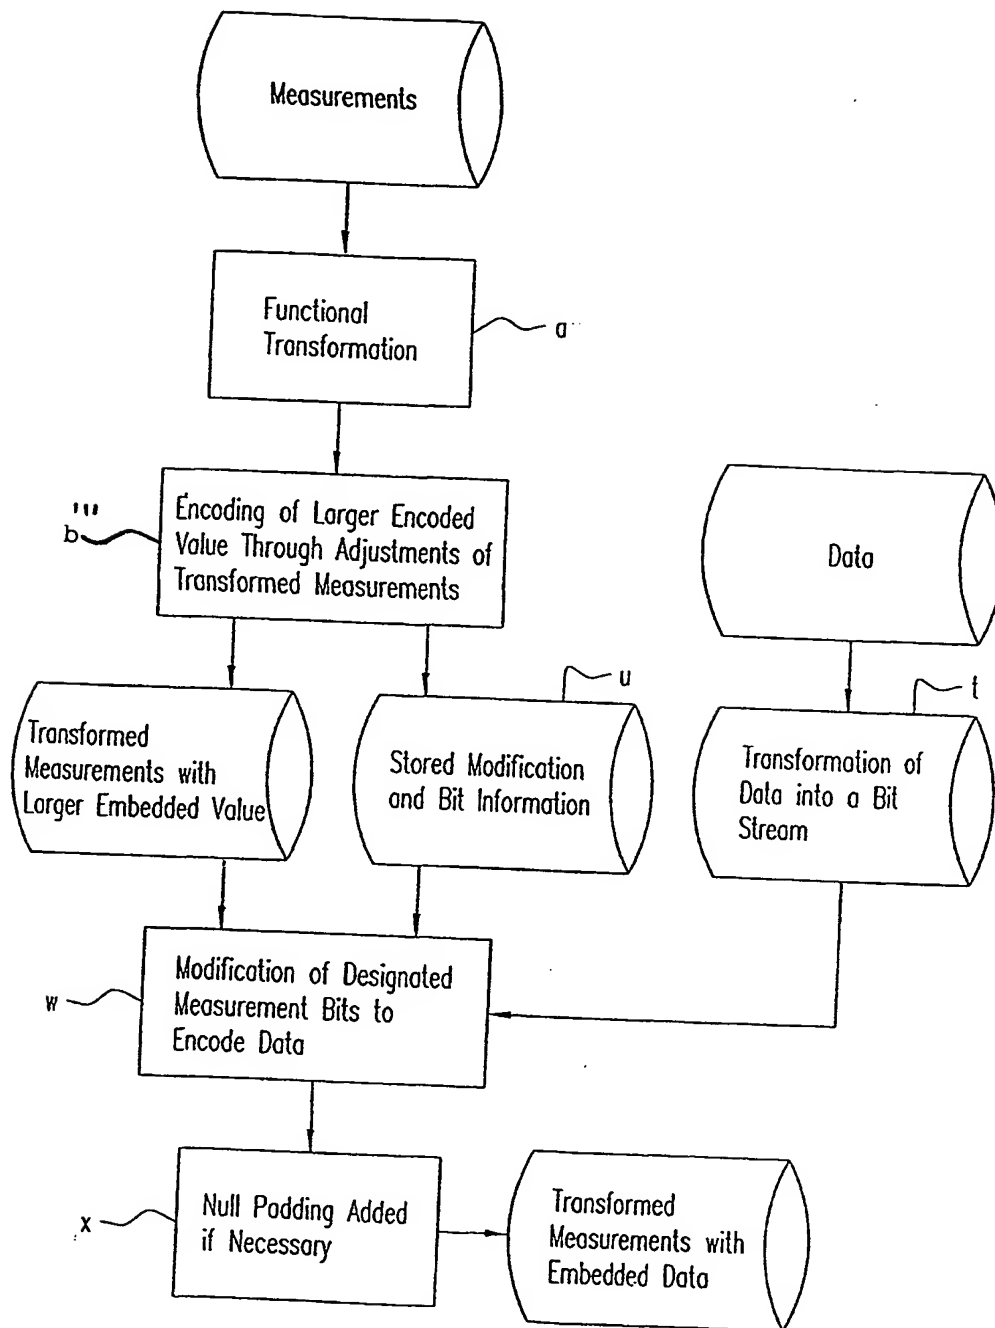 Measurements
Functional
Transformation
a
Encoding of Larger Encoded
Value Through Adjustments of
Transformed Measurements
b'''
Data
Transformed
Measurements with
Larger Embedded Value
Stored Modification
and Bit Information
u
Transformation of
Data into a Bit
Stream
t
Modification of Designated
Measurement Bits to
Encode Data
w
Null Padding Added
if Necessary
x
Transformed
Measurements with
Embedded Data